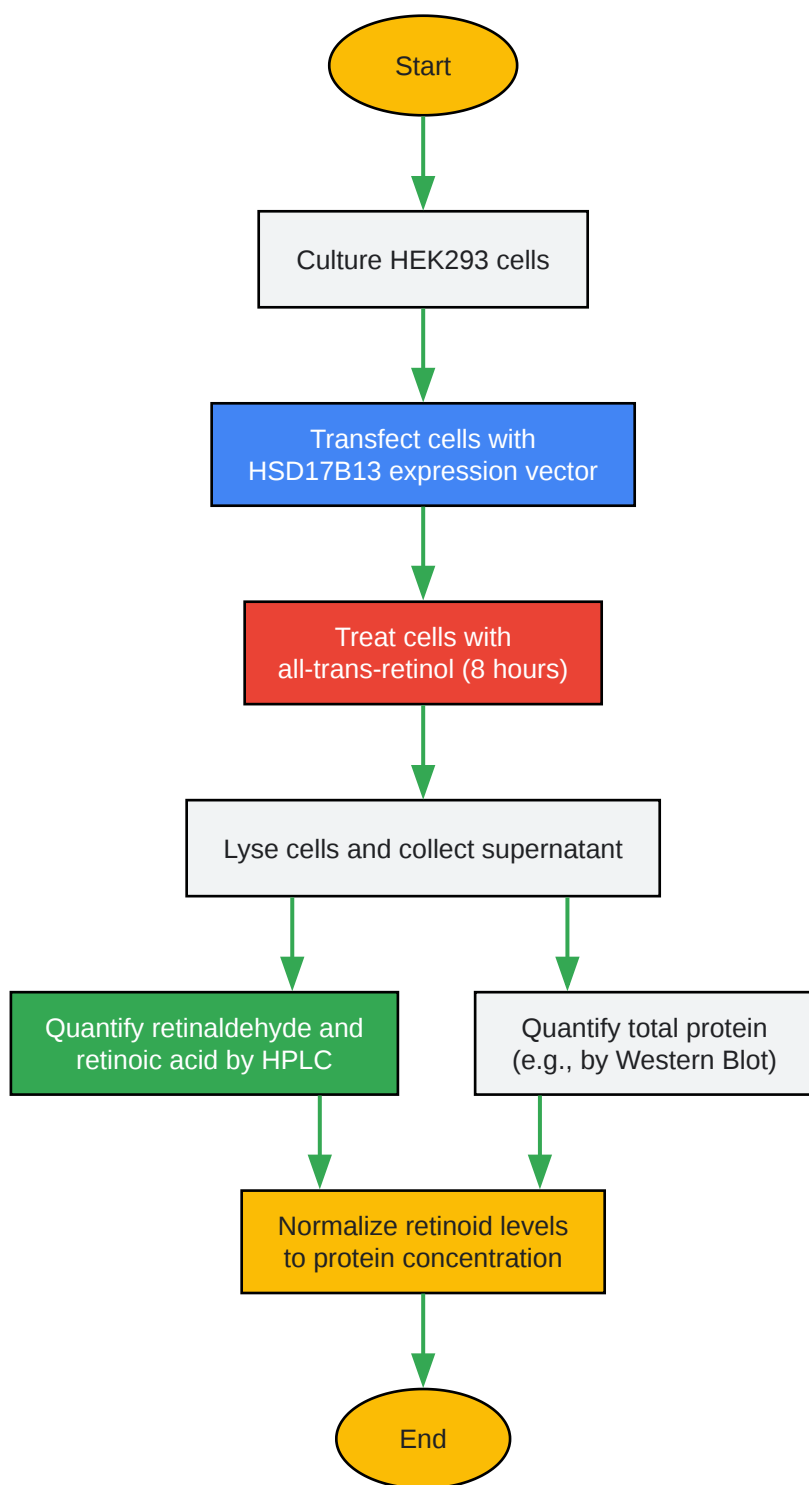 Start
Culture HEK293 cells
Transfect cells with
HSD17B13 expression vector
Treat cells with
all-trans-retinol (8 hours)
Lyse cells and collect supernatant
Quantify retinaldehyde and
retinoic acid by HPLC
Quantify total protein
(e.g., by Western Blot)
Normalize retinoid levels
to protein concentration
End